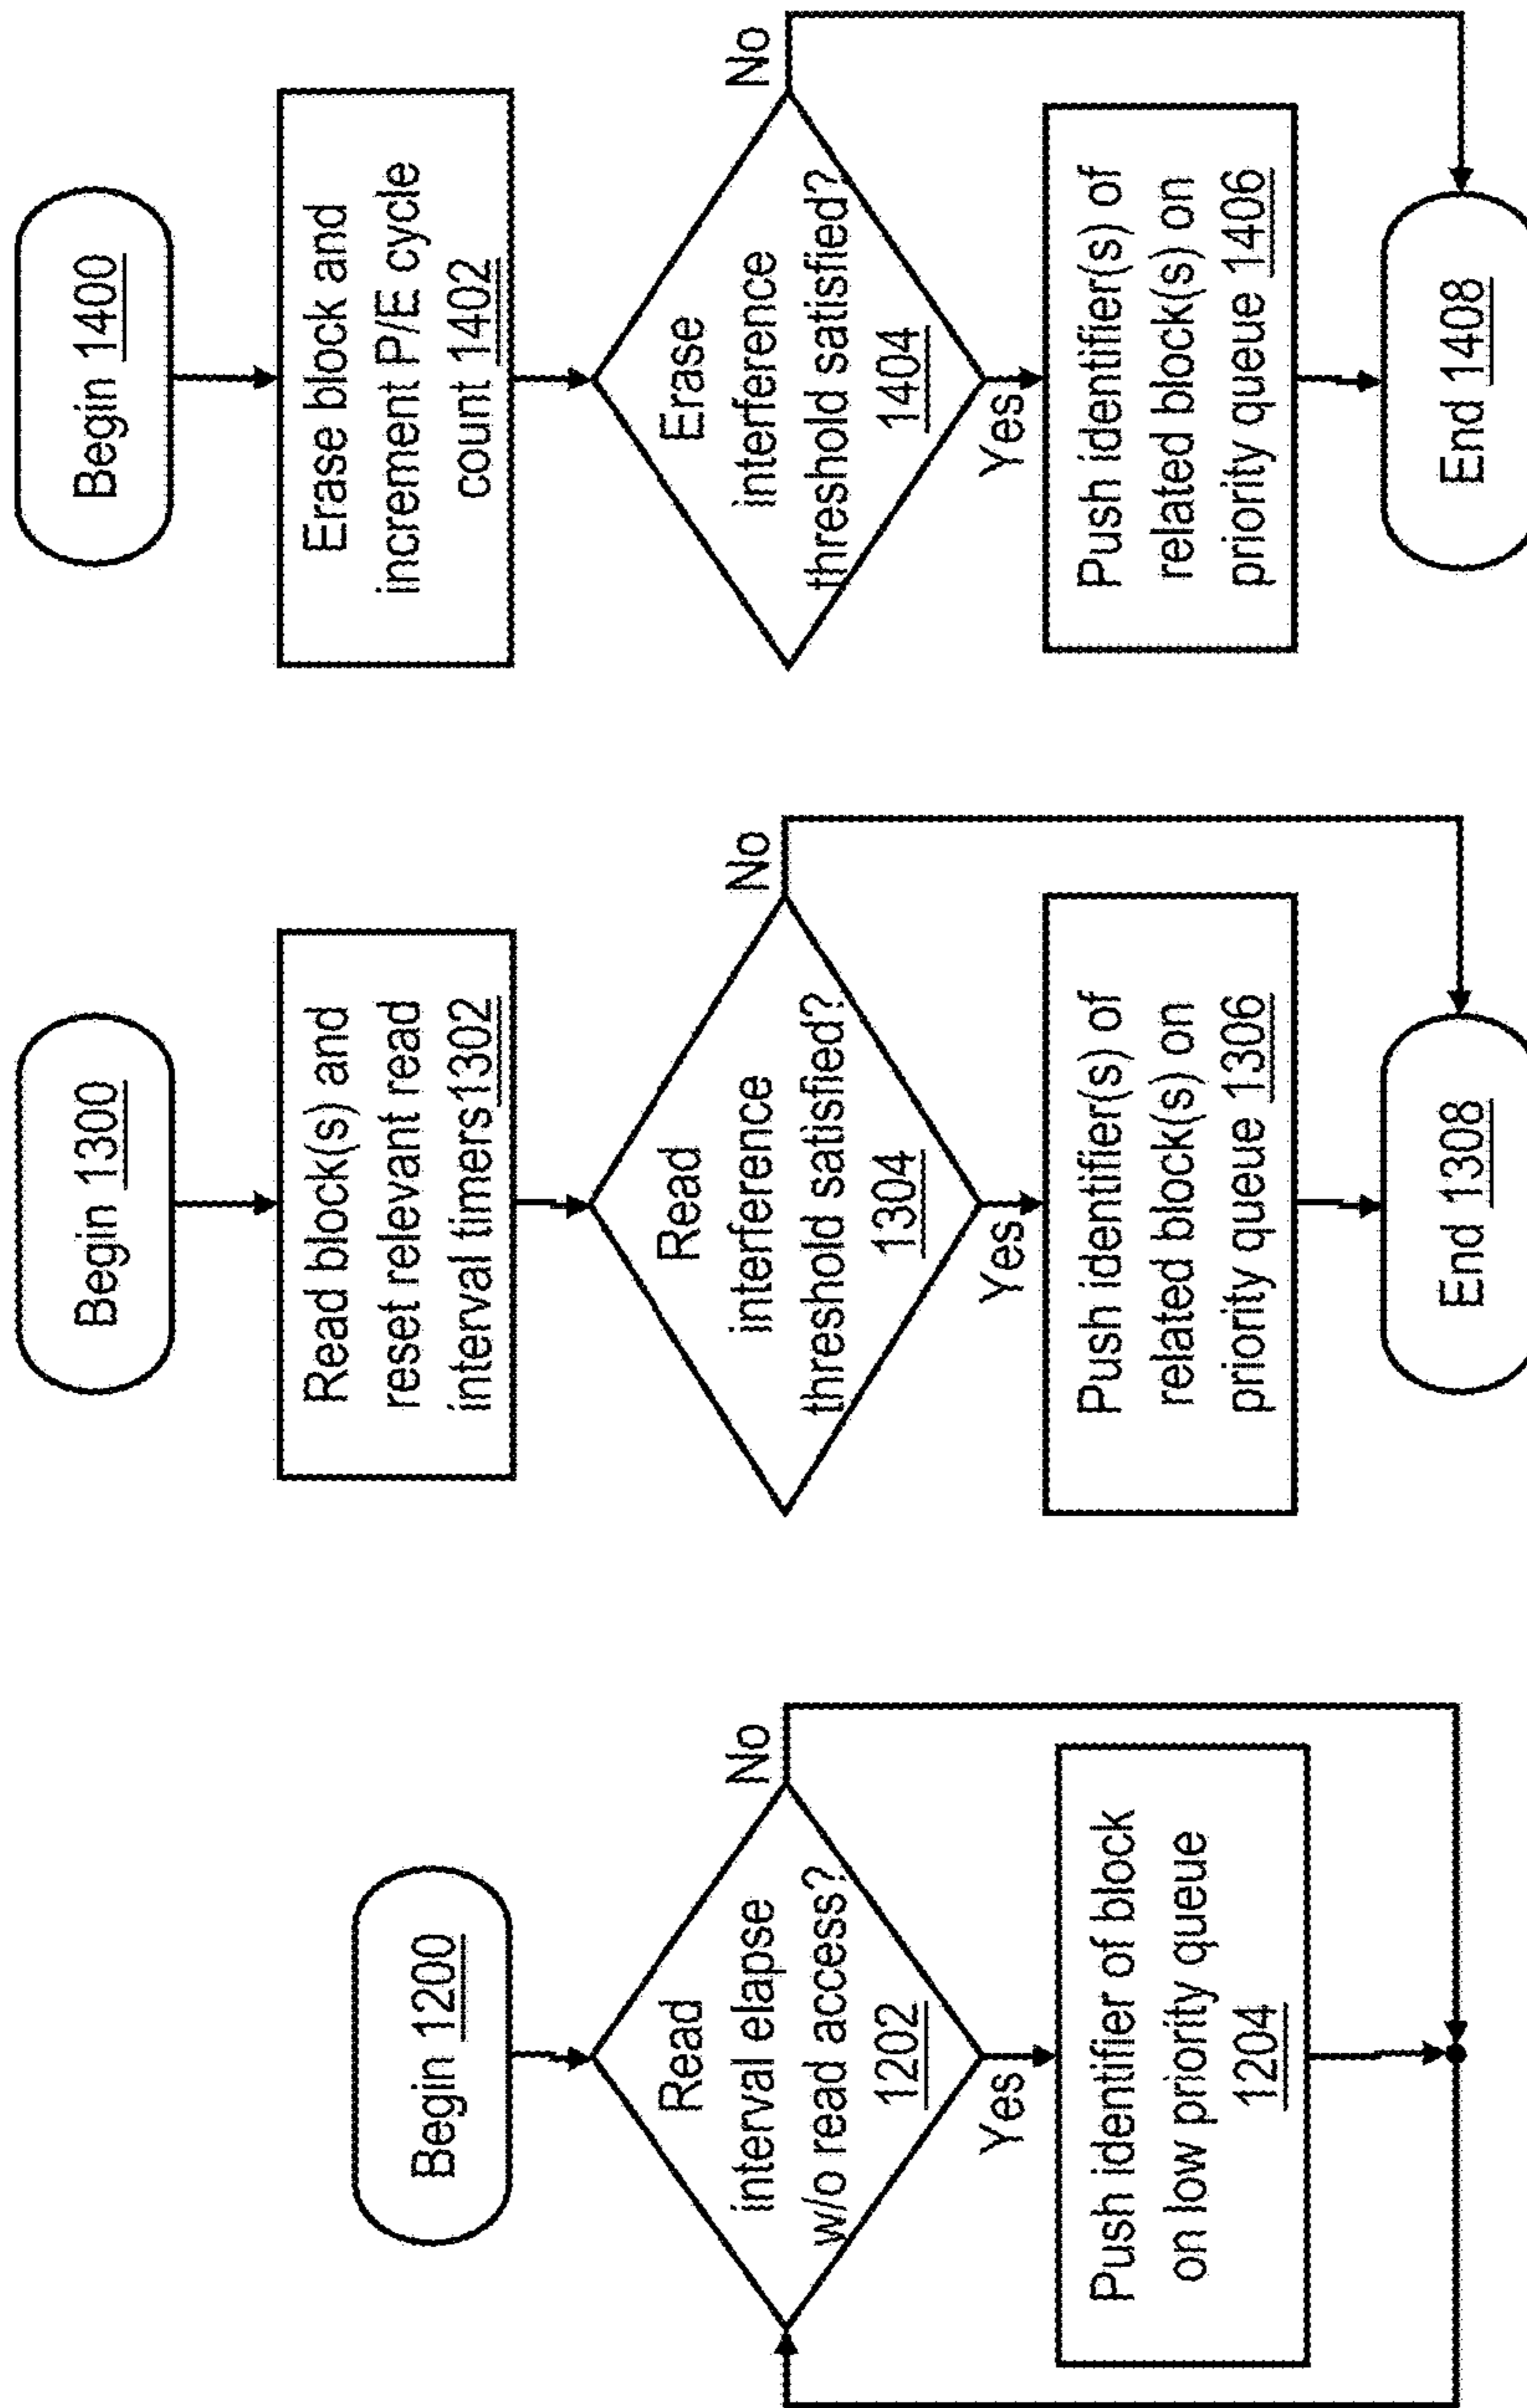 Begin 1200
Read
interval elapse
w/o read access?
1202
No
Yes
Push identifier of block
on low priority queue
1204
Begin 1300
Read block(s) and
reset relevant read
interval timers1302
Read
interference
threshold satisfied?
1304
No
Yes
Push identifier(s) of
related block(s) on
priority queue 1306
End 1308
Begin 1400
Erase block and
increment P/E cycle
count 1402
Erase
interference
threshold satisfied?
1404
No
Yes
Push identifier(s) of
related block(s) on
priority queue 1406
End 1408